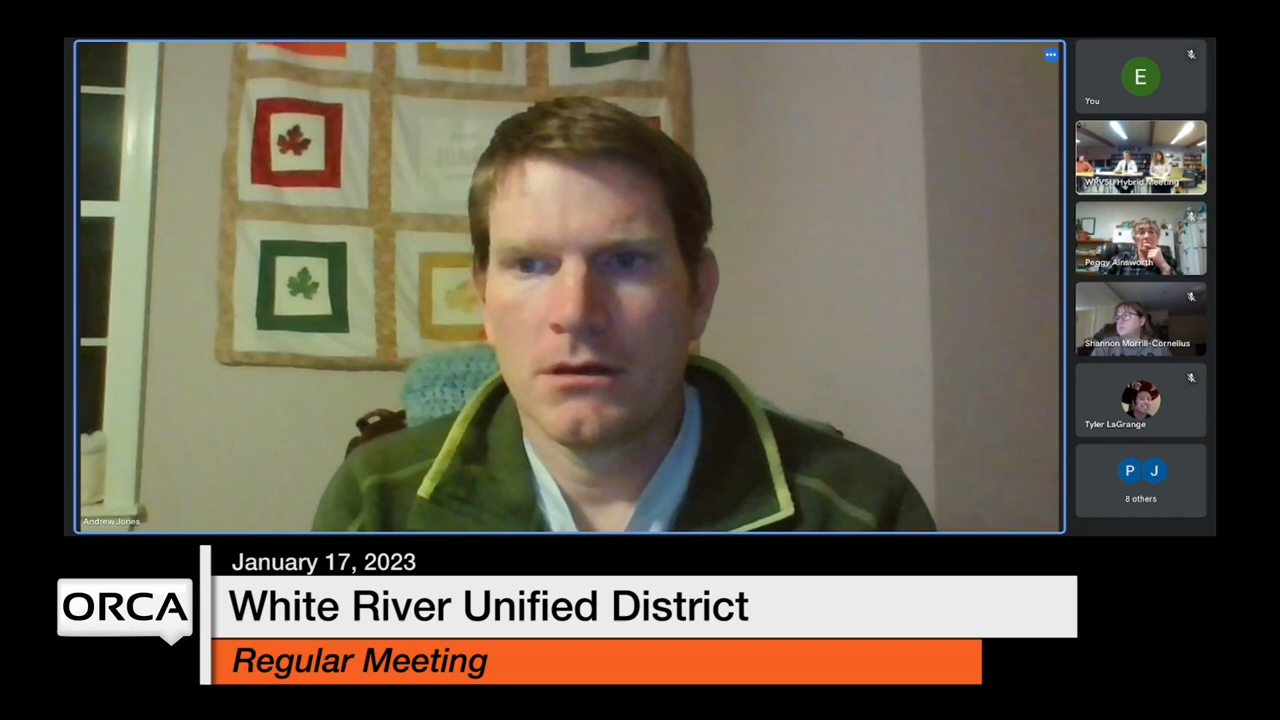 E
You
WRVSU Hybrid Meeting
Peggy Ainsworth
Shannon Morrill-Cornelius
Tyler LaGrange
P J
8 others
Andrew Jones
January 17, 2023
ORCA
White River Unified District
Regular Meeting